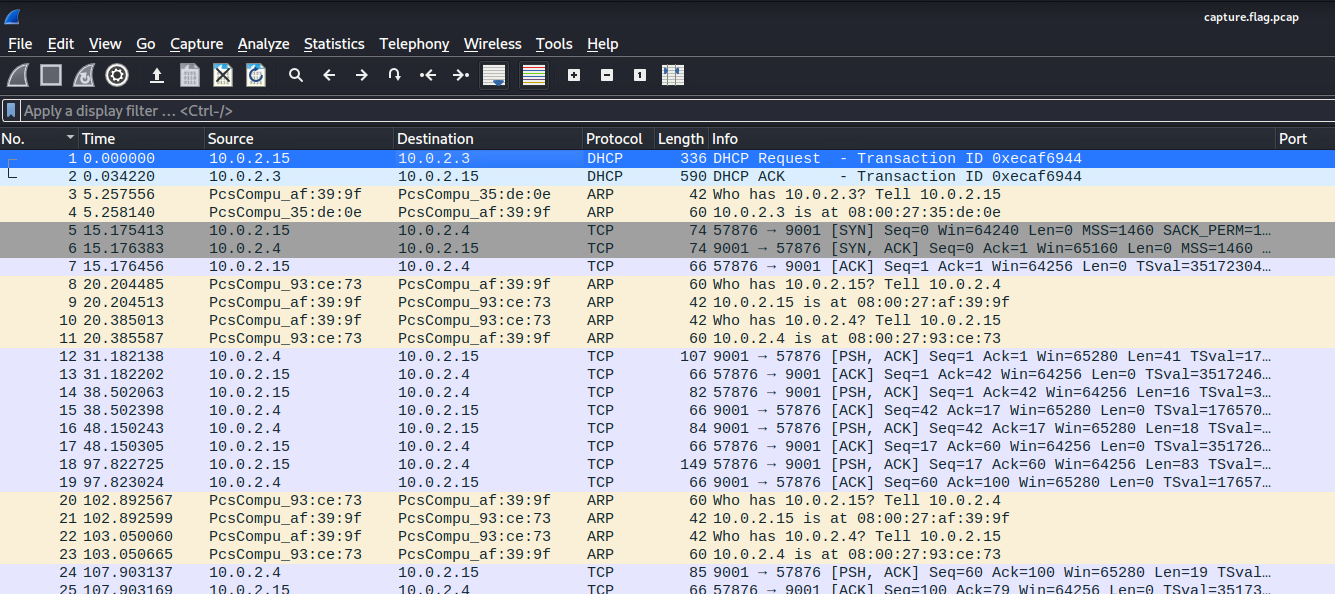 capture.flag.pcap
File Edit View Go Capture Analyze Statistics Telephony Wireless Tools Help
Apply a display filter … <Ctrl-/>
No. Time Source Destination Protocol Length Info Port
1 0.000000 10.0.2.15 10.0.2.3 DHCP 336 DHCP Request - Transaction ID 0xecaf6944
2 0.034220 10.0.2.3 10.0.2.15 DHCP 590 DHCP ACK - Transaction ID 0xecaf6944
3 5.257556 PcsCompu_af:39:9f PcsCompu_35:de:0e ARP 42 Who has 10.0.2.3? Tell 10.0.2.15
4 5.258140 PcsCompu_35:de:0e PcsCompu_af:39:9f ARP 60 10.0.2.3 is at 08:00:27:35:de:0e
5 15.175413 10.0.2.15 10.0.2.4 TCP 74 57876 → 9001 [SYN] Seq=0 Win=64240 Len=0 MSS=1460 SACK_PERM=1…
6 15.176383 10.0.2.4 10.0.2.15 TCP 74 9001 → 57876 [SYN, ACK] Seq=0 Ack=1 Win=65160 Len=0 MSS=1460 …
7 15.176456 10.0.2.15 10.0.2.4 TCP 66 57876 → 9001 [ACK] Seq=1 Ack=1 Win=64256 Len=0 TSval=35172304…
8 20.204485 PcsCompu_93:ce:73 PcsCompu_af:39:9f ARP 60 Who has 10.0.2.15? Tell 10.0.2.4
9 20.204513 PcsCompu_af:39:9f PcsCompu_93:ce:73 ARP 42 10.0.2.15 is at 08:00:27:af:39:9f
10 20.385013 PcsCompu_af:39:9f PcsCompu_93:ce:73 ARP 42 Who has 10.0.2.4? Tell 10.0.2.15
11 20.385587 PcsCompu_93:ce:73 PcsCompu_af:39:9f ARP 60 10.0.2.4 is at 08:00:27:93:ce:73
12 31.182138 10.0.2.4 10.0.2.15 TCP 107 9001 → 57876 [PSH, ACK] Seq=1 Ack=1 Win=65280 Len=41 TSval=17…
13 31.182202 10.0.2.15 10.0.2.4 TCP 66 57876 → 9001 [ACK] Seq=1 Ack=42 Win=64256 Len=0 TSval=3517246…
14 38.502063 10.0.2.15 10.0.2.4 TCP 82 57876 → 9001 [PSH, ACK] Seq=1 Ack=42 Win=64256 Len=16 TSval=3…
15 38.502398 10.0.2.4 10.0.2.15 TCP 66 9001 → 57876 [ACK] Seq=42 Ack=17 Win=65280 Len=0 TSval=176570…
16 48.150243 10.0.2.4 10.0.2.15 TCP 84 9001 → 57876 [PSH, ACK] Seq=42 Ack=17 Win=65280 Len=18 TSval=…
17 48.150305 10.0.2.15 10.0.2.4 TCP 66 57876 → 9001 [ACK] Seq=17 Ack=60 Win=64256 Len=0 TSval=351726…
18 97.822725 10.0.2.15 10.0.2.4 TCP 149 57876 → 9001 [PSH, ACK] Seq=17 Ack=60 Win=64256 Len=83 TSval=…
19 97.823024 10.0.2.4 10.0.2.15 TCP 66 9001 → 57876 [ACK] Seq=60 Ack=100 Win=65280 Len=0 TSval=17657…
20 102.892567 PcsCompu_93:ce:73 PcsCompu_af:39:9f ARP 60 Who has 10.0.2.15? Tell 10.0.2.4
21 102.892599 PcsCompu_af:39:9f PcsCompu_93:ce:73 ARP 42 10.0.2.15 is at 08:00:27:af:39:9f
22 103.050060 PcsCompu_af:39:9f PcsCompu_93:ce:73 ARP 42 Who has 10.0.2.4? Tell 10.0.2.15
23 103.050665 PcsCompu_93:ce:73 PcsCompu_af:39:9f ARP 60 10.0.2.4 is at 08:00:27:93:ce:73
24 107.903137 10.0.2.4 10.0.2.15 TCP 85 9001 → 57876 [PSH, ACK] Seq=60 Ack=100 Win=65280 Len=19 TSval…
25 107.903169 10.0.2.15 10.0.2.4 TCP 66 57876 → 9001 [ACK] Seq=100 Ack=79 Win=64256 Len=0 TSval=35173…